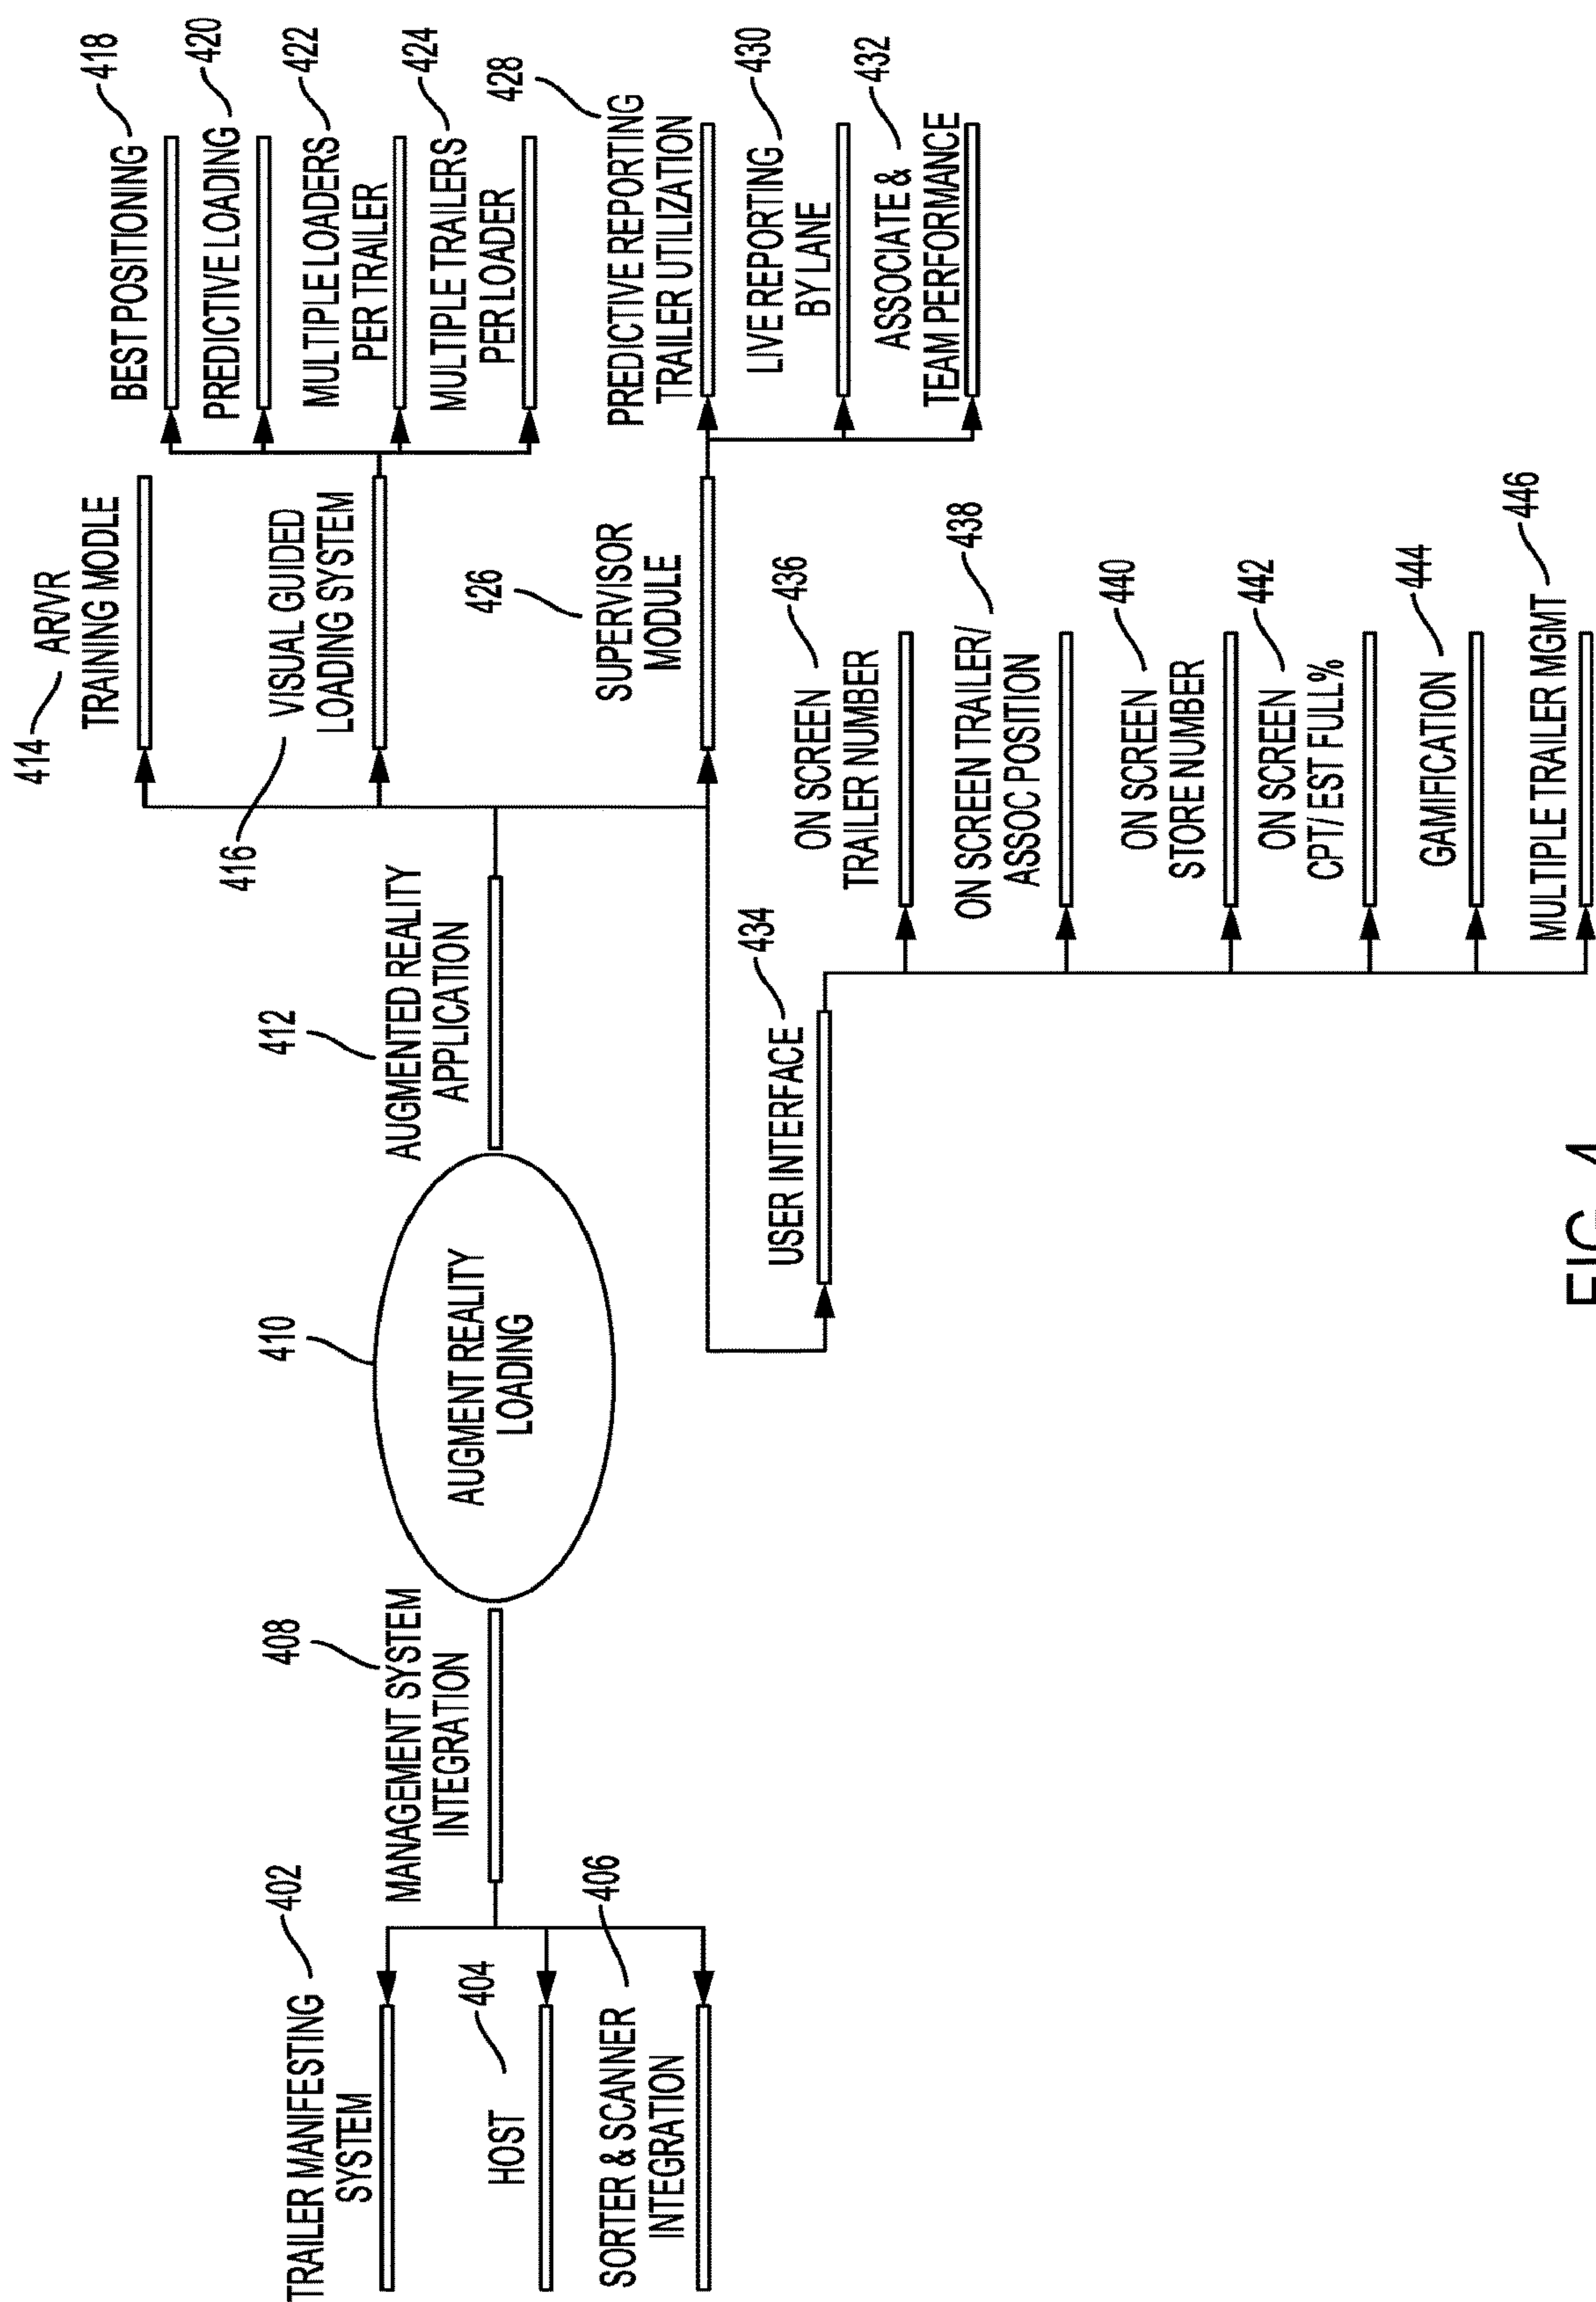 402
TRAILER MANIFESTING
SYSTEM
404
HOST
406
SORTER & SCANNER
INTEGRATION
408
MANAGEMENT SYSTEM
INTEGRATION
410
AUGMENT REALITY
LOADING
412
AUGMENTED REALITY
APPLICATION
414
AR/VR
TRAINING MODLE
416
VISUAL GUIDED
LOADING SYSTEM
418
BEST POSITIONING
420
PREDICTIVE LOADING
422
MULTIPLE LOADERS
PER TRAILER
424
MULTIPLE TRAILERS
PER LOADER
426
SUPERVISOR
MODULE
428
PREDICTIVE REPORTING
TRAILER UTILIZATION
430
LIVE REPORTING
BY LANE
432
ASSOCIATE &
TEAM PERFORMANCE
434
USER INTERFACE
436
ON SCREEN
TRAILER NUMBER
438
ON SCREEN TRAILER/
ASSOC POSITION
440
ON SCREEN
STORE NUMBER
442
ON SCREEN
CPT/ EST FULL%
444
GAMIFICATION
446
MULTIPLE TRAILER MGMT
FIG. 4